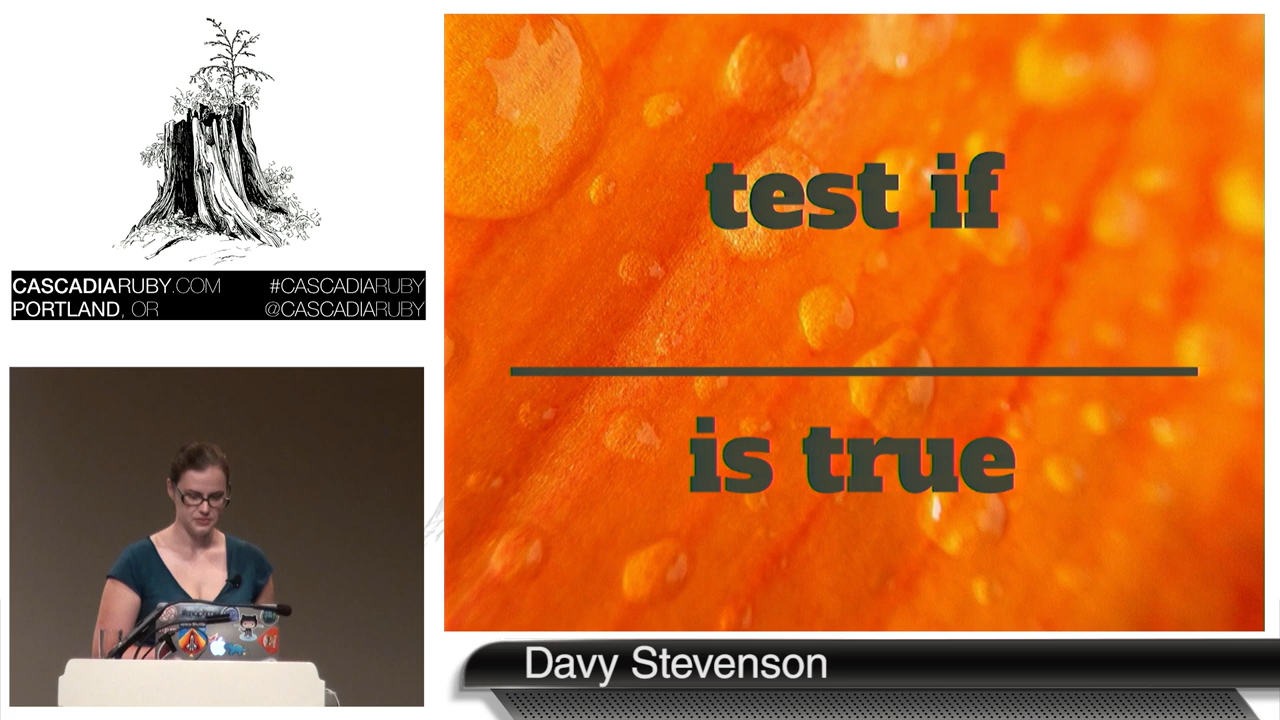 CASCADIARUBY.COM #CASCADIARUBY
PORTLAND, OR @CASCADIARUBY
test if
is true
Davy Stevenson